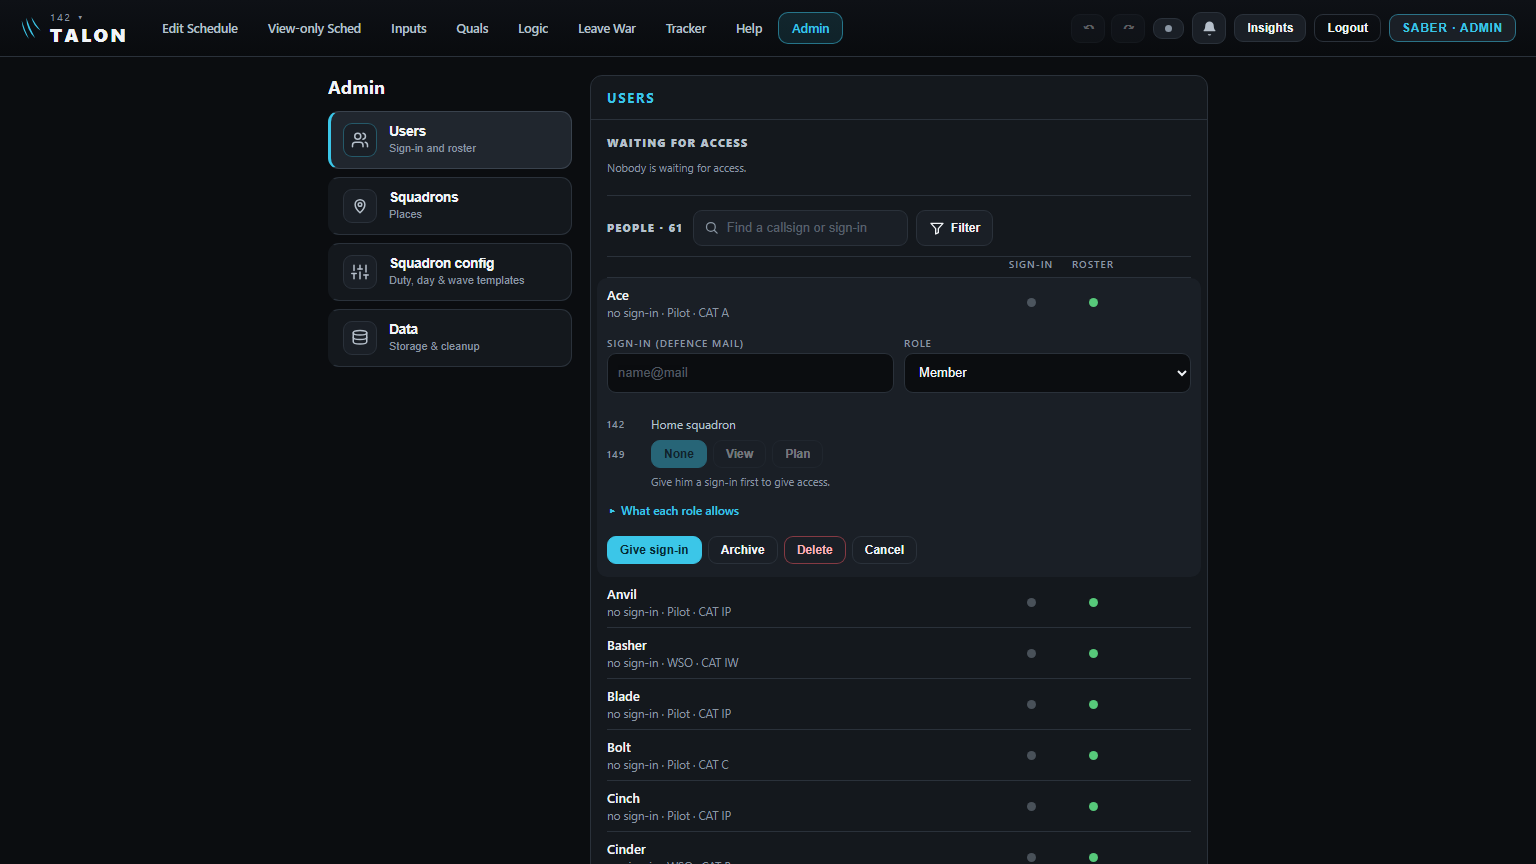 142 ▾
TALON
Edit Schedule
View-only Sched
Inputs
Quals
Logic
Leave War
Tracker
Help
Admin
Insights
Logout
SABER · ADMIN
Admin
Users
Sign-in and roster
Squadrons
Places
Squadron config
Duty, day & wave templates
Data
Storage & cleanup
USERS
WAITING FOR ACCESS
Nobody is waiting for access.
PEOPLE · 61
Find a callsign or sign-in
Filter
SIGN-IN ROSTER
Ace
no sign-in · Pilot · CAT A
SIGN-IN (DEFENCE MAIL)
ROLE
name@mail
Member
142 Home squadron
149 None View Plan
Give him a sign-in first to give access.
▸ What each role allows
Give sign-in Archive Delete Cancel
Anvil
no sign-in · Pilot · CAT IP
Basher
no sign-in · WSO · CAT IW
Blade
no sign-in · Pilot · CAT IP
Bolt
no sign-in · Pilot · CAT C
Cinch
no sign-in · Pilot · CAT IP
Cinder